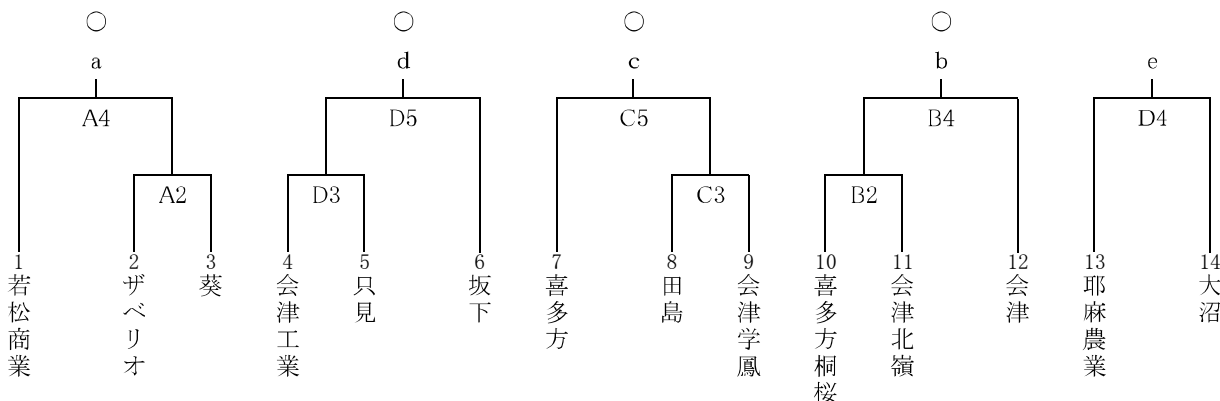 ○ ○ ○ ○
a d c b e
A4 D5 C5 B4 D4
A2 D3 C3 B2
1 2 3 4 5 6 7 8 9 10 11 12 13 14
若松商業
ザベリオ
葵
会津工業
只見
坂下
喜多方
田島
会津学鳳
喜多方桐桜
会津北嶺
会津
耶麻農業
大沼